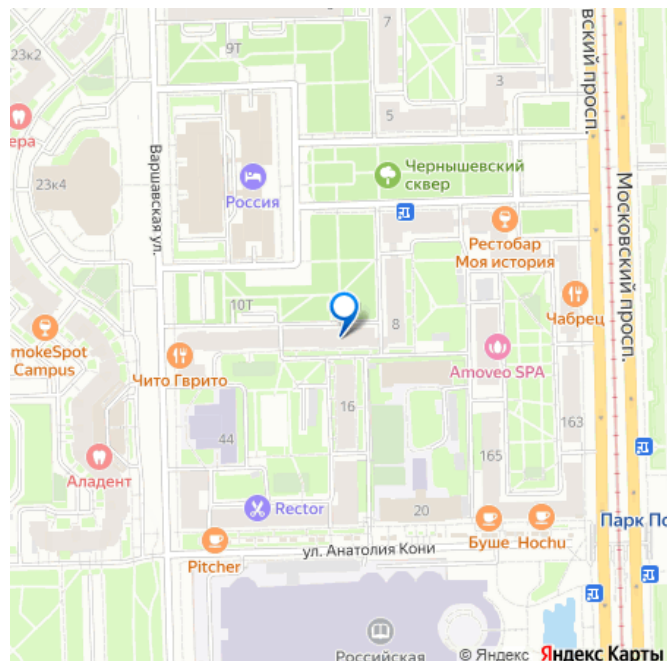 23к2
9Т
7
3
5
ера
вский просп.
Варшавская ул.
23к4
Россия
Чернышевский
сквер
Московский просп.
Рестобар
Моя история
10Т
8
Чабрец
mokeSpot
Campus
Чито Гврито
Amoveo SPA
16
44
163
165
Аладент
Rector
20
Парк По
Буше
Hochu
Pitcher
ул. Анатолия Кони
Российская
© Яндекс Яндекс Карты